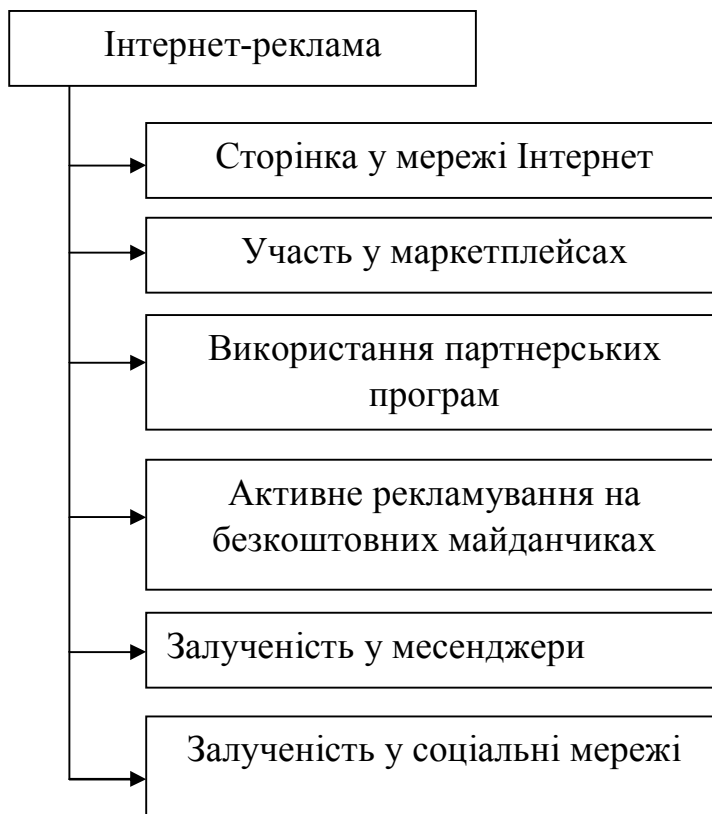 Інтернет-реклама
Сторінка у мережі Інтернет
Участь у маркетплейсах
Використання партнерських
програм
Активне рекламування на
безкоштовних майданчиках
Залученість у месенджери
Залученість у соціальні мережі